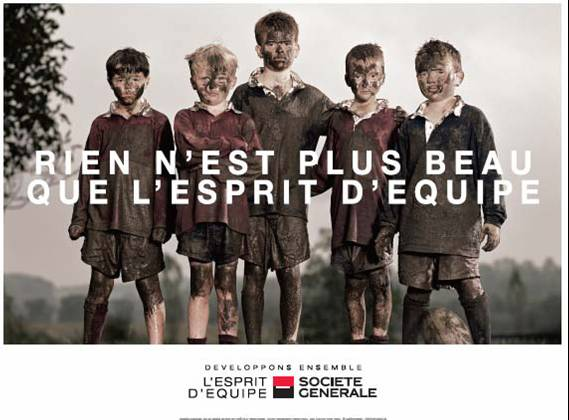 RIEN N'EST PLUS BEAU
QUE L'ESPRIT D'EQUIPE
DEVELOPPONS ENSEMBLE
L'ESPRIT
D'EQUIPE
SOCIETE
GENERALE